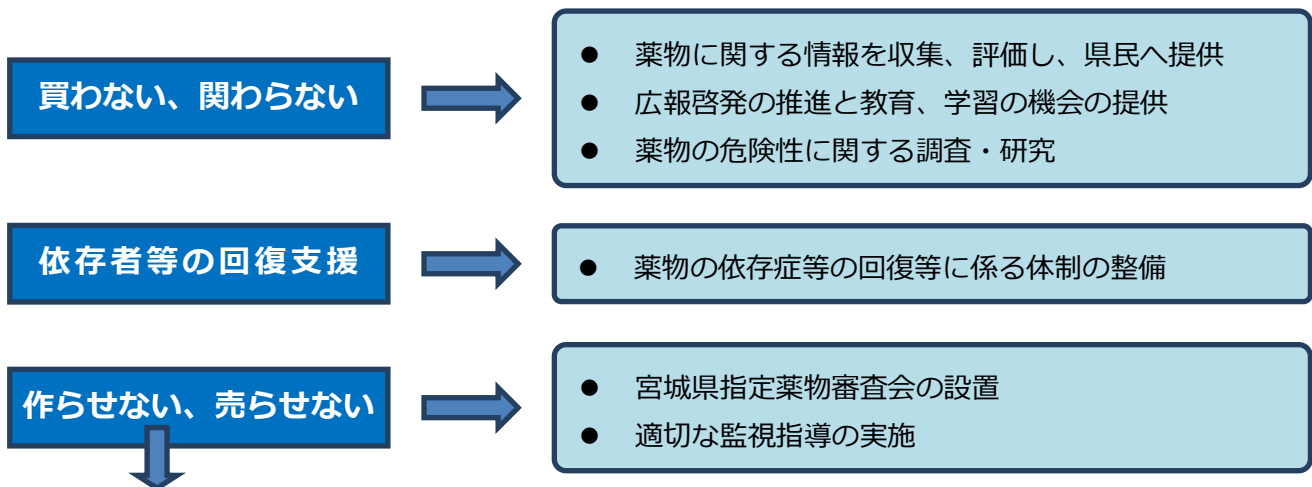 買わない、関わらない
● 薬物に関する情報を収集、評価し、県民へ提供
● 広報啓発の推進と教育、学習の機会の提供
● 薬物の危険性に関する調査・研究
依存者等の回復支援
● 薬物の依存症等の回復等に係る体制の整備
作らせない、売らせない
● 宮城県指定薬物審査会の設置
● 適切な監視指導の実施